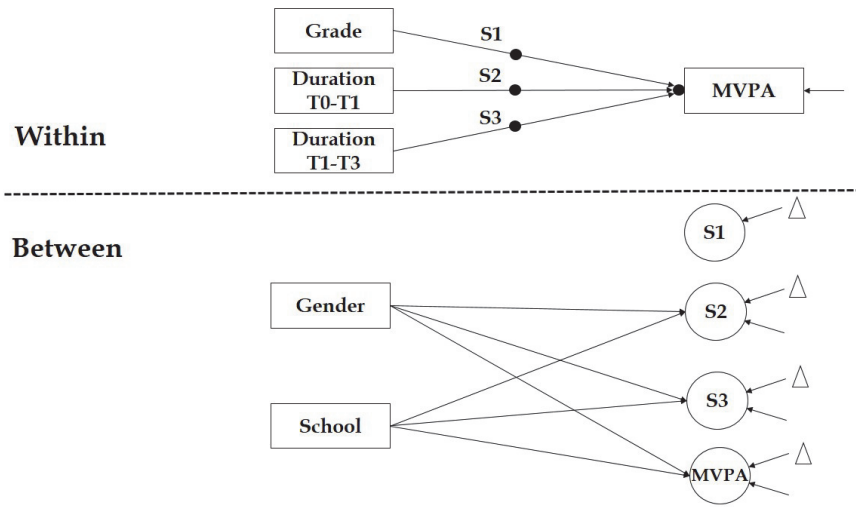 Grade
S1
Duration
T0-T1
S2
MVPA
Duration
T1-T3
S3
Within
Between
S1
Gender
S2
School
S3
MVPA